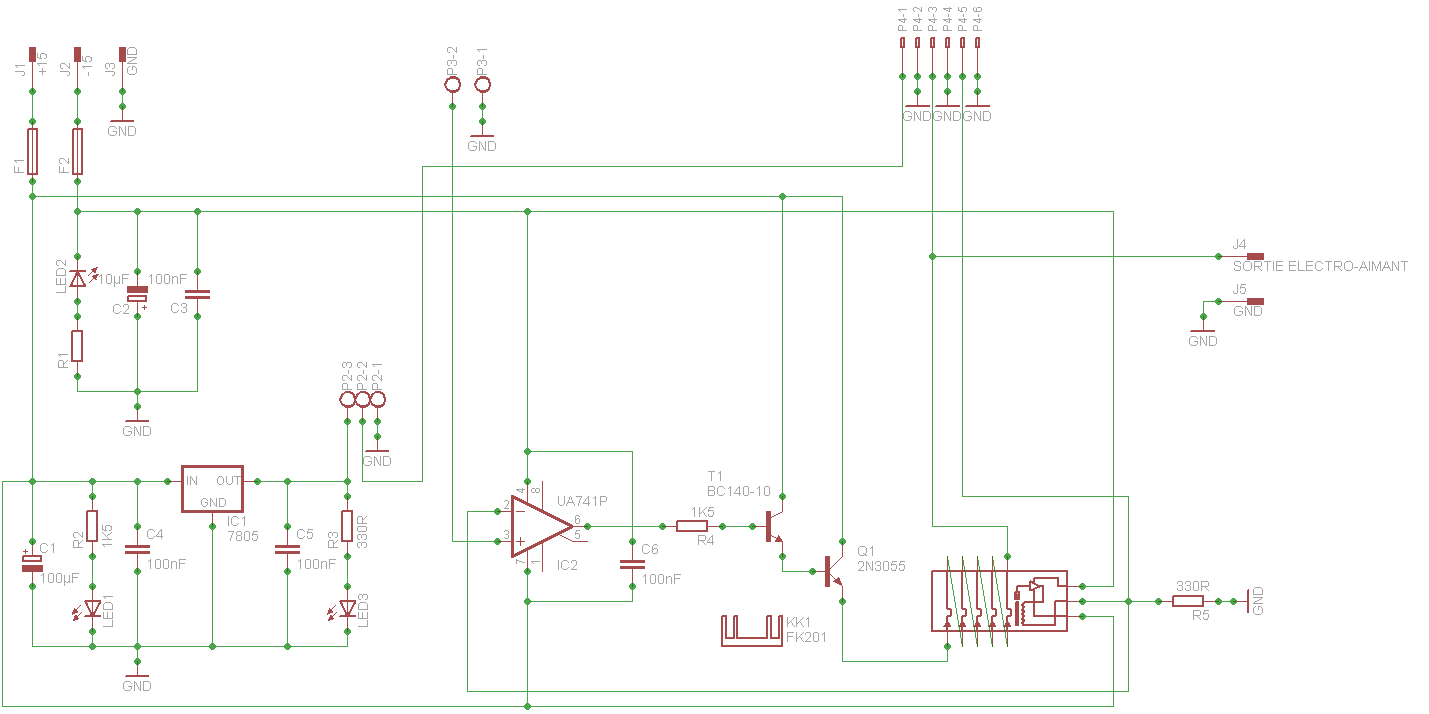 J1
+15
J2
-15
J3
GND
GND
F1
F2
P3-2
P3-1
GND
P4-1
P4-2
P4-3
P4-4
P4-5
P4-6
GND
GND
GND
J4
SORTIE ELECTRO-AIMANT
J5
GND
GND
LED2
10µF
C2
+
100nF
C3
R1
GND
P2-3
P2-2
P2-1
GND
IN
OUT
GND
IC1
7805
+
C1
100µF
R2
1K5
LED1
C4
100nF
C5
100nF
R3
330R
LED3
GND
4
8
2
3
6
5
7
1
UA741P
IC2
C6
100nF
1K5
R4
T1
BC140-10
Q1
2N3055
KK1
FK201
330R
R5
GND